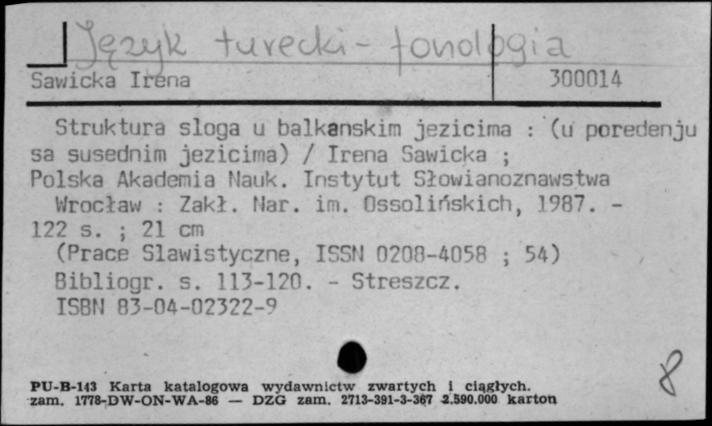 Język turecki - fonologia
Sawicka Irena 300014
Struktura sloga u balkanskim jezicima : (u poredenju
sa susednim jezicima) / Irena Sawicka ;
Polska Akademia Nauk. Instytut Słowianoznawstwa
Wrocław : Zakł. Nar. im. Ossolińskich, 1987. -
122 s. ; 21 cm
(Prace Slawistyczne, ISSN 0208-4058 ; 54)
Bibliogr. s. 113-120. - Streszcz.
ISBN 83-04-02322-9
8
PU-B-143 Karta katalogowa wydawnictw zwartych i ciągłych.
zam. 1778-DW-ON-WA-86 — DZG zam. 2713-391-3-367 2.590.000 karton